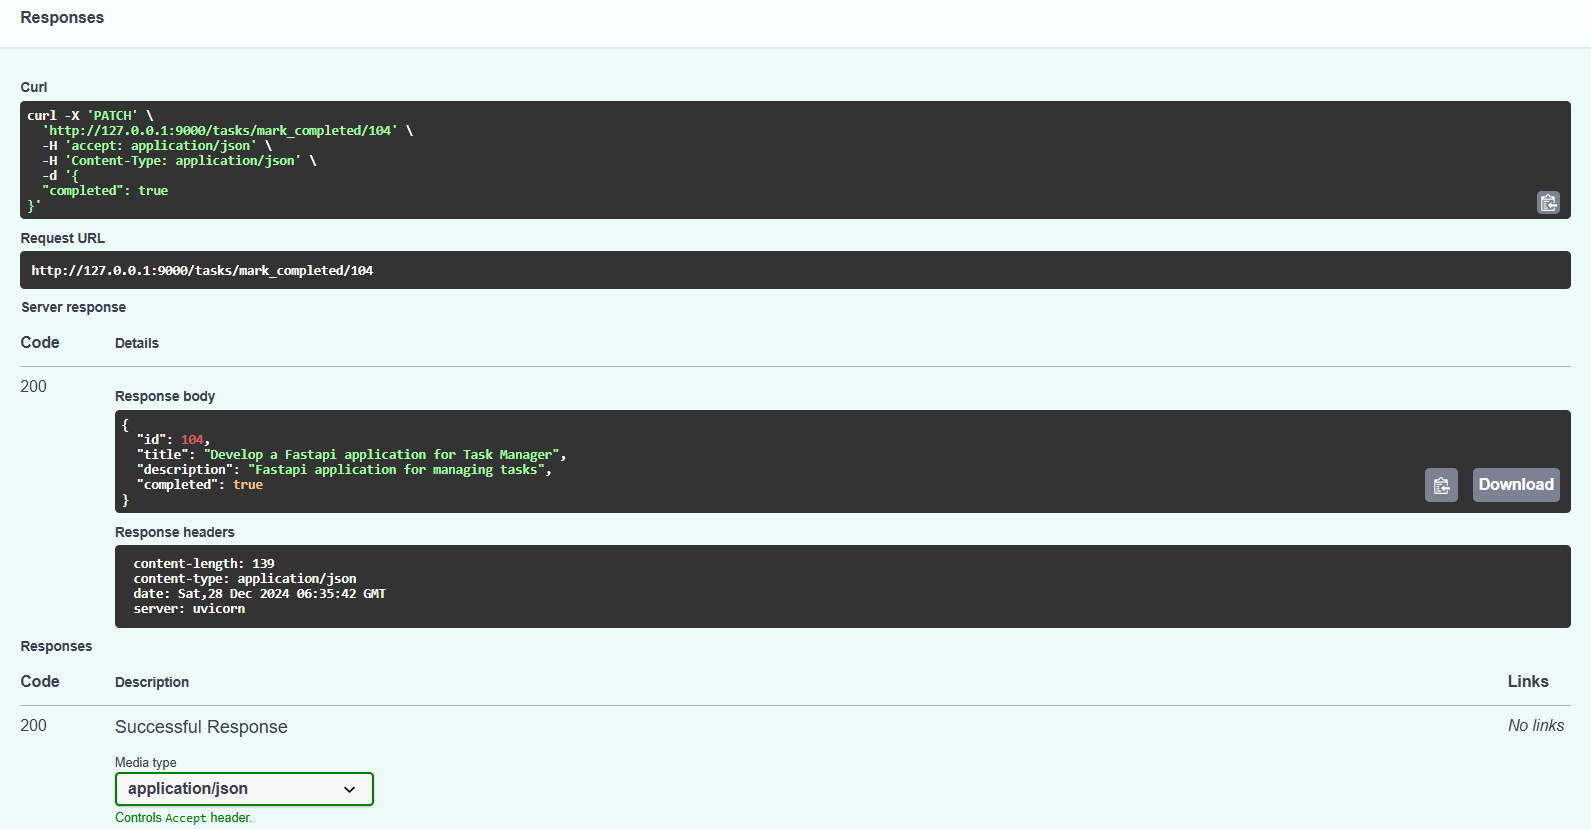 Responses
Curl
curl -X 'PATCH' \
  'http://127.0.0.1:9000/tasks/mark_completed/104' \
  -H 'accept: application/json' \
  -H 'Content-Type: application/json' \
  -d '{
  "completed": true
}'
Request URL
http://127.0.0.1:9000/tasks/mark_completed/104
Server response
Code Details
200
Response body
{
  "id": 104,
  "title": "Develop a Fastapi application for Task Manager",
  "description": "Fastapi application for managing tasks",
  "completed": true
}
Download
Response headers
content-length: 139
content-type: application/json
date: Sat,28 Dec 2024 06:35:42 GMT
server: uvicorn
Responses
Code Description Links
200 Successful Response No links
Media type
application/json
Controls Accept header.